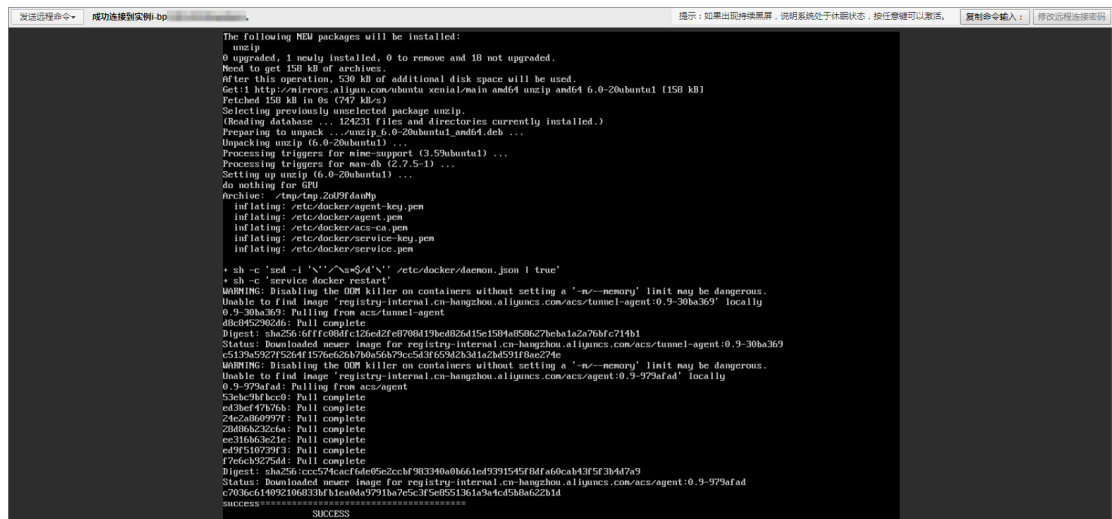 发送远程命令▾ 成功连接到实例i-bp 。 提示：如果出现持续黑屏，说明系统处于休眠状态，按任意键可以激活。 复制命令输入： 修改远程连接密码
The following NEW packages will be installed:
unzip
0 upgraded, 1 newly installed, 0 to remove and 18 not upgraded.
Need to get 158 kB of archives.
After this operation, 530 kB of additional disk space will be used.
Get:1 http://mirrors.aliyun.com/ubuntu xenial/main amd64 unzip amd64 6.0-20ubuntu1 [158 kB]
Fetched 158 kB in 0s (747 kB/s)
Selecting previously unselected package unzip.
(Reading database ... 124231 files and directories currently installed.)
Preparing to unpack .../unzip_6.0-20ubuntu1_amd64.deb ...
Unpacking unzip (6.0-20ubuntu1) ...
Processing triggers for mime-support (3.59ubuntu1) ...
Processing triggers for man-db (2.7.5-1) ...
Setting up unzip (6.0-20ubuntu1) ...
do nothing for GPU
Archive: /tmp/tmp.2oU9fdanMp
inflating: /etc/docker/agent-key.pem
inflating: /etc/docker/agent.pem
inflating: /etc/docker/acs-ca.pem
inflating: /etc/docker/service-key.pem
inflating: /etc/docker/service.pem
+ sh -c 'sed -i '\''/^\s*$/d'\'' /etc/docker/daemon.json | true'
+ sh -c 'service docker restart'
WARNING: Disabling the OOM killer on containers without setting a '-m/--memory' limit may be dangerous.
Unable to find image 'registry-internal.cn-hangzhou.aliyuncs.com/acs/tunnel-agent:0.9-30ba369' locally
0.9-30ba369: Pulling from acs/tunnel-agent
d8c8452902d6: Pull complete
Digest: sha256:6fffc08dfc126ed2fe8708d19bed826d15e1584a858627beba1a2a76bfc714b1
Status: Downloaded newer image for registry-internal.cn-hangzhou.aliyuncs.com/acs/tunnel-agent:0.9-30ba369
c5139a5927f5264f1576e626b7b0a56b79cc5d3f659d2b3d1a2bd591f8ae274e
WARNING: Disabling the OOM killer on containers without setting a '-m/--memory' limit may be dangerous.
Unable to find image 'registry-internal.cn-hangzhou.aliyuncs.com/acs/agent:0.9-979afad' locally
0.9-979afad: Pulling from acs/agent
53ebc9bfbcc0: Pull complete
ed3bef47b76b: Pull complete
24e2a860997f: Pull complete
28d86b232c6a: Pull complete
ee316b63e21e: Pull complete
ed9f510739f3: Pull complete
f7e6cb9275dd: Pull complete
Digest: sha256:ccc574cacf6de05e2ccbf983340a0b661ed9391545f8dfa60cab43f5f3b4d7a9
Status: Downloaded newer image for registry-internal.cn-hangzhou.aliyuncs.com/acs/agent:0.9-979afad
c7036c614092106833bfb1ea0da9791ba7e5c3f5e8551361a9a4cd5b8a622b1d
success=======================================
SUCCESS